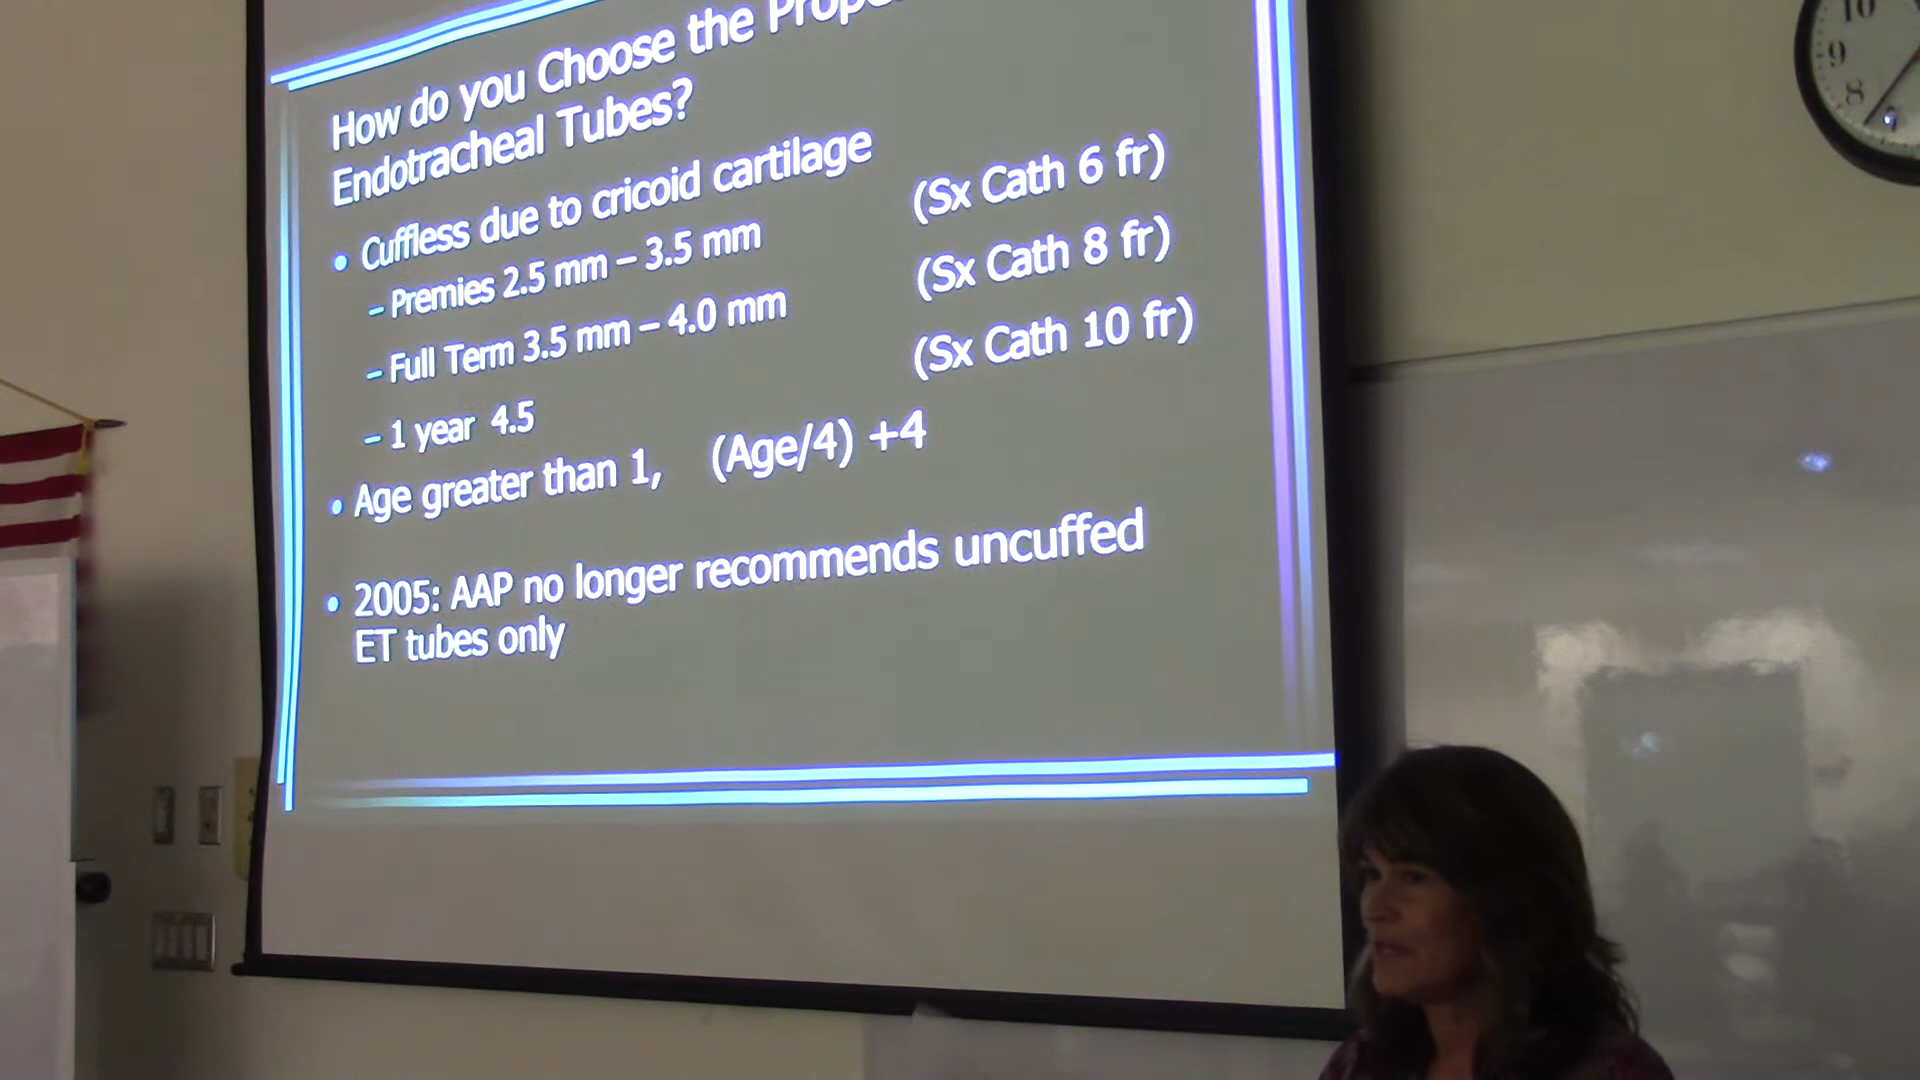 How do you Choose the
Endotracheal Tubes?
• Cuffless due to cricoid cartilage
– Premies 2.5 mm – 3.5 mm (Sx Cath 6 fr)
– Full Term 3.5 mm – 4.0 mm (Sx Cath 8 fr)
– 1 year 4.5 (Sx Cath 10 fr)
• Age greater than 1, (Age/4) +4
• 2005: AAP no longer recommends uncuffed
ET tubes only
10
9
8